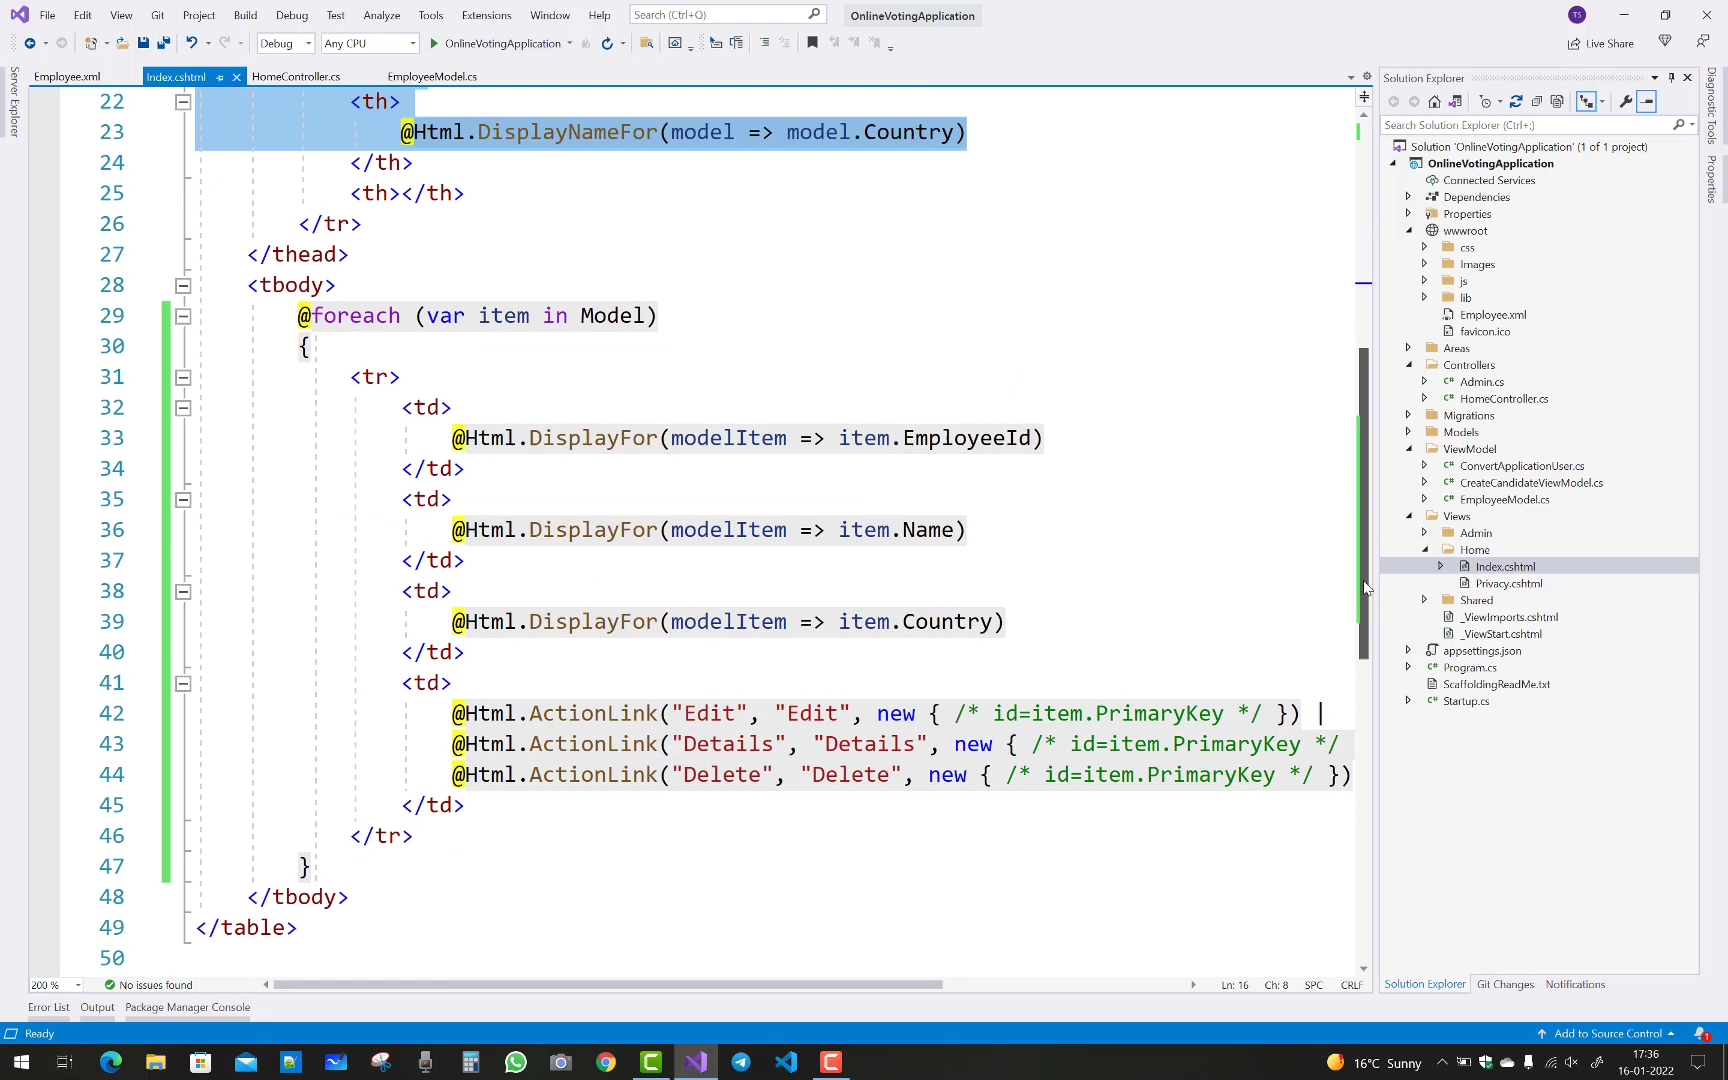 File Edit View Git Project Build Debug Test Analyze Tools Extensions Window Help Search (Ctrl+Q) OnlineVotingApplication TS
Debug Any CPU OnlineVotingApplication Live Share
Server Explorer
Employee.xml Index.cshtml HomeController.cs EmployeeModel.cs
22 <th>
23 @Html.DisplayNameFor(model => model.Country)
24 </th>
25 <th></th>
26 </tr>
27 </thead>
28 <tbody>
29 @foreach (var item in Model)
30 {
31 <tr>
32 <td>
33 @Html.DisplayFor(modelItem => item.EmployeeId)
34 </td>
35 <td>
36 @Html.DisplayFor(modelItem => item.Name)
37 </td>
38 <td>
39 @Html.DisplayFor(modelItem => item.Country)
40 </td>
41 <td>
42 @Html.ActionLink("Edit", "Edit", new { /* id=item.PrimaryKey */ }) |
43 @Html.ActionLink("Details", "Details", new { /* id=item.PrimaryKey */
44 @Html.ActionLink("Delete", "Delete", new { /* id=item.PrimaryKey */ })
45 </td>
46 </tr>
47 }
48 </tbody>
49 </table>
50
200 % No issues found Ln: 16 Ch: 8 SPC CRLF
Error List Output Package Manager Console
Solution Explorer
Search Solution Explorer (Ctrl+;)
Solution 'OnlineVotingApplication' (1 of 1 project)
OnlineVotingApplication
Connected Services
Dependencies
Properties
wwwroot
css
Images
js
lib
Employee.xml
favicon.ico
Areas
Controllers
C# Admin.cs
C# HomeController.cs
Migrations
Models
ViewModel
C# ConvertApplicationUser.cs
C# CreateCandidateViewModel.cs
C# EmployeeModel.cs
Views
Admin
Home
Index.cshtml
Privacy.cshtml
Shared
_ViewImports.cshtml
_ViewStart.cshtml
appsettings.json
C# Program.cs
ScaffoldingReadMe.txt
C# Startup.cs
Solution Explorer Git Changes Notifications
Diagnostic Tools
Properties
Ready Add to Source Control 1
16°C Sunny 17:36
16-01-2022